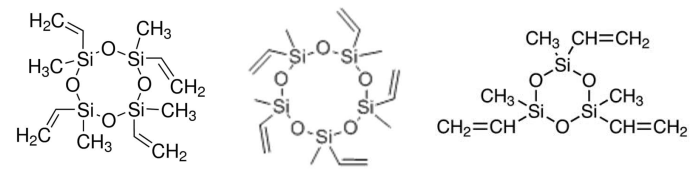 H2C CH3
H3C Si O Si
O O CH2
Si O Si CH3
H2C CH3 CH2
Si O Si
O O
Si Si
O Si O
CH3 CH=CH2
Si
O O
CH3 Si Si CH3
CH2=CH O CH=CH2